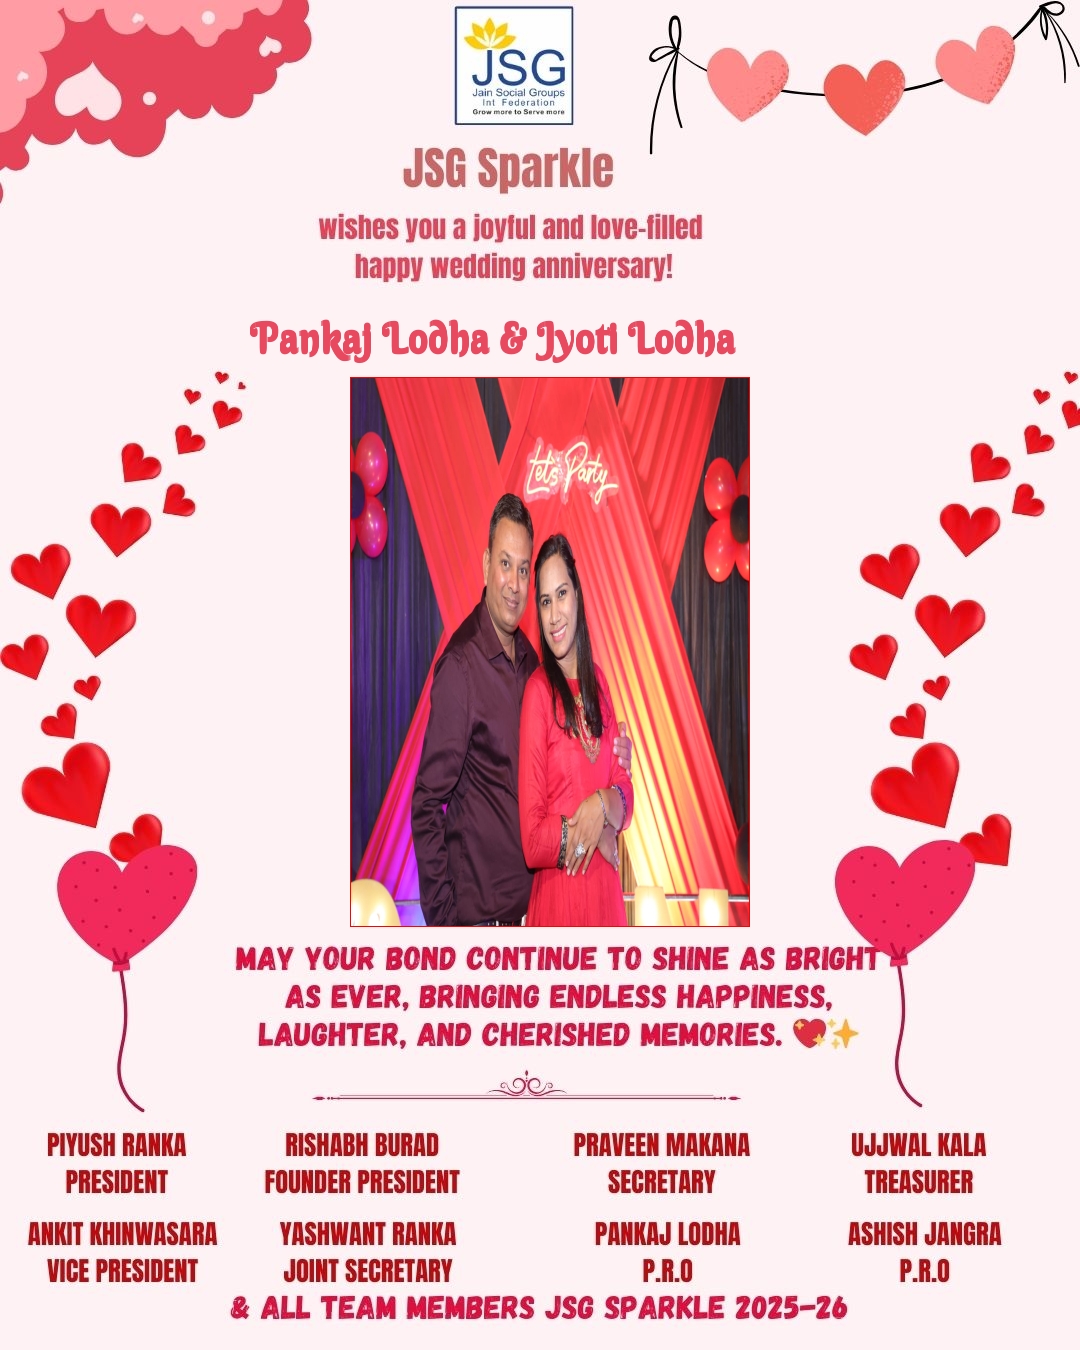 JSG
Jain Social Groups
Int Federation
Grow more to Serve more
JSG Sparkle
wishes you a joyful and love-filled
happy wedding anniversary!
Pankaj Lodha & Jyoti Lodha
Let's Party
MAY YOUR BOND CONTINUE TO SHINE AS BRIGHT
AS EVER, BRINGING ENDLESS HAPPINESS,
LAUGHTER, AND CHERISHED MEMORIES. 💖✨
PIYUSH RANKA
PRESIDENT
RISHABH BURAD
FOUNDER PRESIDENT
PRAVEEN MAKANA
SECRETARY
UJJWAL KALA
TREASURER
ANKIT KHINWASARA
VICE PRESIDENT
YASHWANT RANKA
JOINT SECRETARY
PANKAJ LODHA
P.R.O
ASHISH JANGRA
P.R.O
& ALL TEAM MEMBERS JSG SPARKLE 2025-26